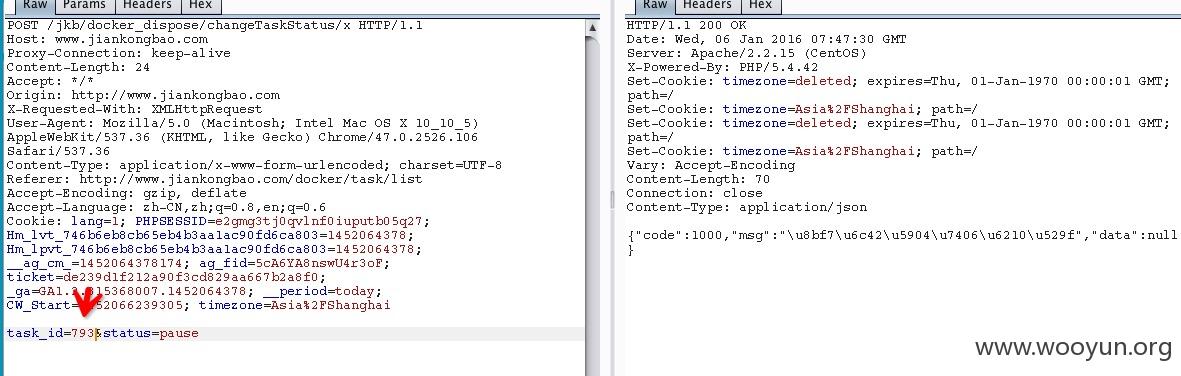 Raw Params Headers Hex
POST /jkb/docker_dispose/changeTaskStatus/x HTTP/1.1
Host: www.jiankongbao.com
Proxy-Connection: keep-alive
Content-Length: 24
Accept: */*
Origin: http://www.jiankongbao.com
X-Requested-With: XMLHttpRequest
User-Agent: Mozilla/5.0 (Macintosh; Intel Mac OS X 10_10_5)
AppleWebKit/537.36 (KHTML, like Gecko) Chrome/47.0.2526.106
Safari/537.36
Content-Type: application/x-www-form-urlencoded; charset=UTF-8
Referer: http://www.jiankongbao.com/docker/task/list
Accept-Encoding: gzip, deflate
Accept-Language: zh-CN,zh;q=0.8,en;q=0.6
Cookie: lang=1; PHPSESSID=e2gmg3tj0qvlnf0iuputb05q27;
Hm_lvt_746b6eb8cb65eb4b3aa1ac90fd6ca803=1452064378;
Hm_lpvt_746b6eb8cb65eb4b3aa1ac90fd6ca803=1452064378;
__ag_cm_=1452064378174; ag_fid=5cA6YA8nswU4r3oF;
ticket=de239d1f212a90f3cd829aa667b2a8f0;
__period=today;
timezone=Asia%2FShanghai
task_id=793&status=pause
Raw Headers Hex
HTTP/1.1 200 OK
Date: Wed, 06 Jan 2016 07:47:30 GMT
Server: Apache/2.2.15 (CentOS)
X-Powered-By: PHP/5.4.42
Set-Cookie: timezone=deleted; expires=Thu, 01-Jan-1970 00:00:01 GMT;
path=/
Set-Cookie: timezone=Asia%2FShanghai; path=/
Set-Cookie: timezone=deleted; expires=Thu, 01-Jan-1970 00:00:01 GMT;
path=/
Set-Cookie: timezone=Asia%2FShanghai; path=/
Vary: Accept-Encoding
Content-Length: 70
Connection: close
Content-Type: application/json
{"code":1000,"msg":"\u8bf7\u6c42\u5904\u7406\u6210\u529f","data":null
}
www.wooyun.org